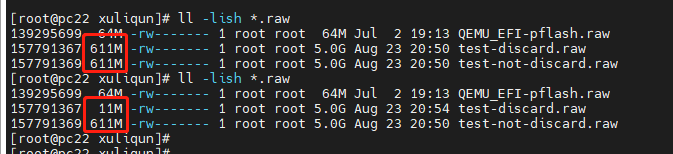 [root@pc22 xuliqun]# ll -lish *.raw
139295699  64M -rw------- 1 root root  64M Jul  2 19:13 QEMU_EFI-pflash.raw
157791367 611M -rw------- 1 root root 5.0G Aug 23 20:50 test-discard.raw
157791369 611M -rw------- 1 root root 5.0G Aug 23 20:50 test-not-discard.raw
[root@pc22 xuliqun]# ll -lish *.raw
139295699  64M -rw------- 1 root root  64M Jul  2 19:13 QEMU_EFI-pflash.raw
157791367  11M -rw------- 1 root root 5.0G Aug 23 20:54 test-discard.raw
157791369 611M -rw------- 1 root root 5.0G Aug 23 20:50 test-not-discard.raw
[root@pc22 xuliqun]#
[root@pc22 xuliqun]#